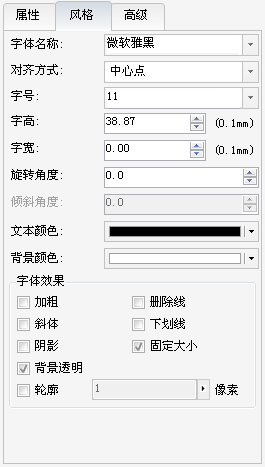 属性 风格 高级
字体名称: 微软雅黑
对齐方式: 中心点
字号: 11
字高: 38.87 (0.1mm)
字宽: 0.00 (0.1mm)
旋转角度: 0.0
倾斜角度: 0.0
文本颜色:
背景颜色:
字体效果
加粗 删除线
斜体 下划线
阴影 固定大小
背景透明
轮廓 1 像素